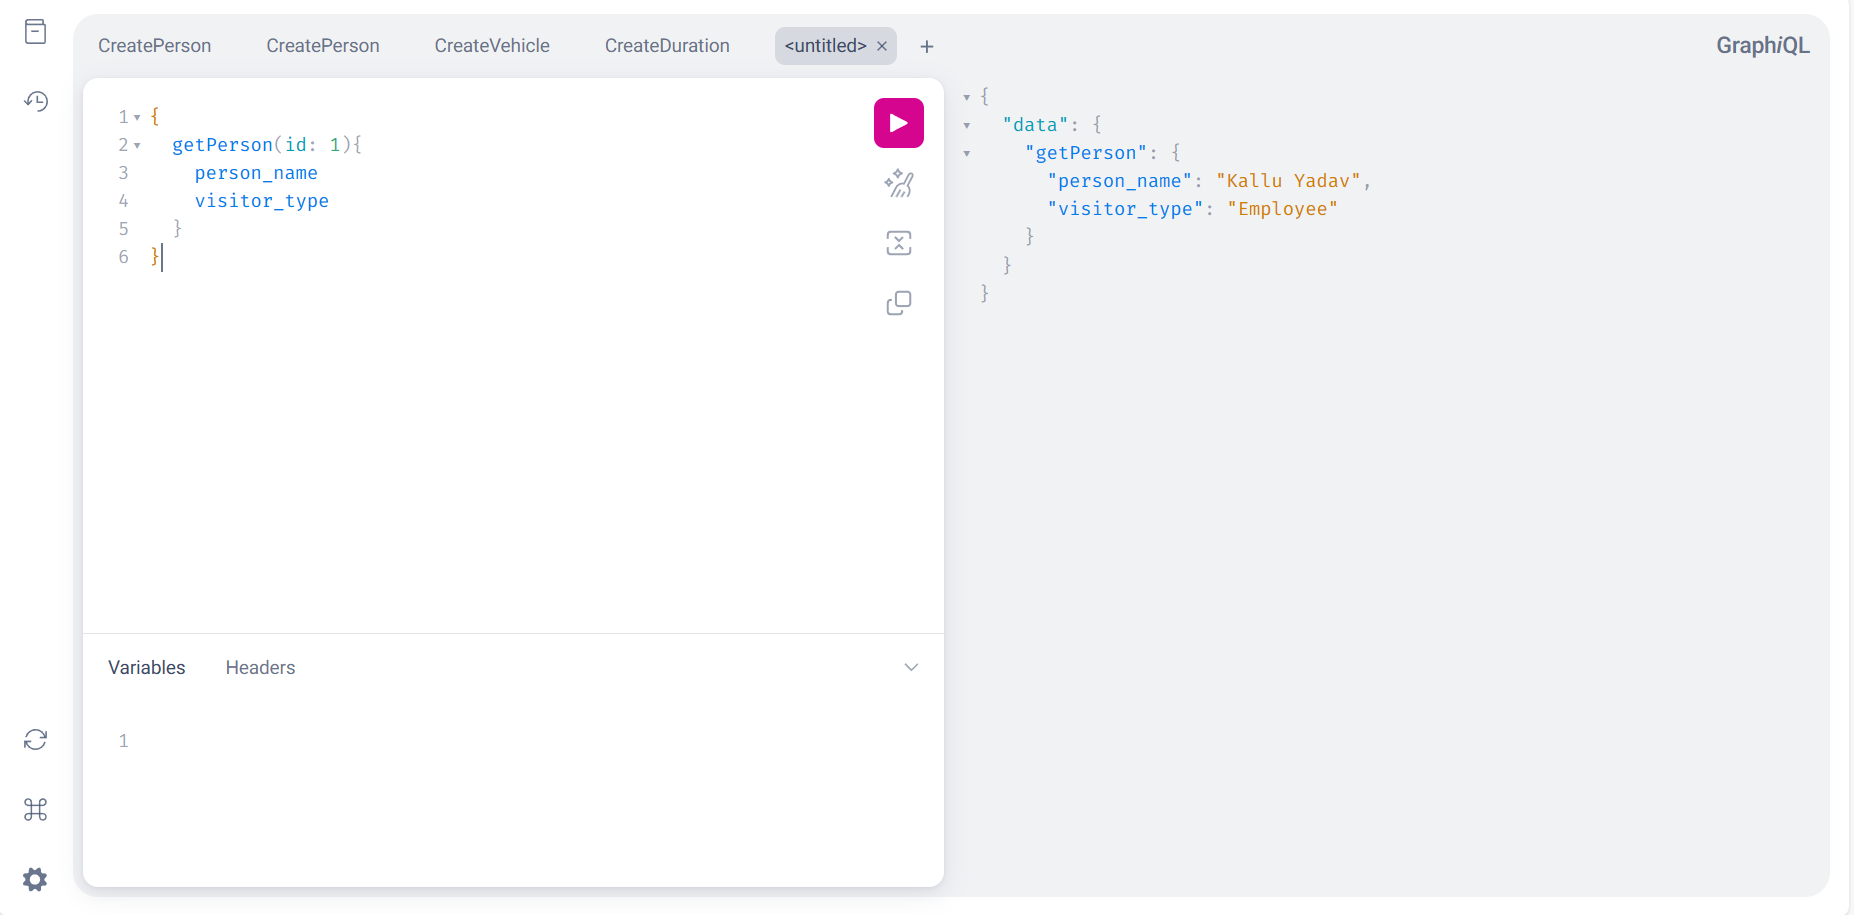 CreatePerson CreatePerson CreateVehicle CreateDuration <untitled> × + GraphiQL
1 {
2   getPerson(id: 1){
3     person_name
4     visitor_type
5   }
6 }
{
  "data": {
    "getPerson": {
      "person_name": "Kallu Yadav",
      "visitor_type": "Employee"
    }
  }
}
Variables Headers
1